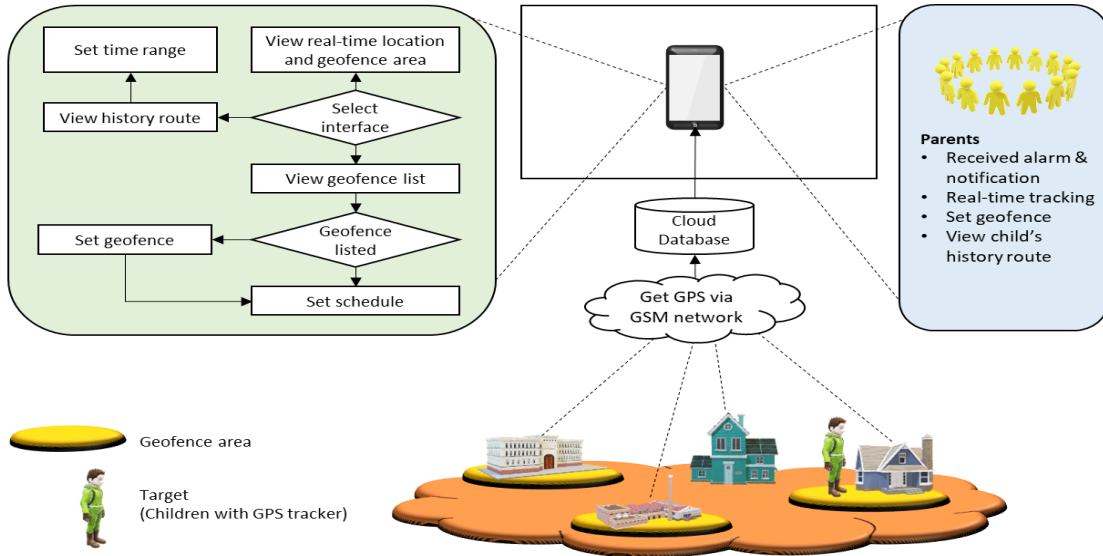 Set time range
View real-time location
and geofence area
View history route
Select
interface
View geofence list
Set geofence
Geofence
listed
Set schedule
Cloud
Database
Get GPS via
GSM network
Parents
• Received alarm &
notification
• Real-time tracking
• Set geofence
• View child's
history route
Geofence area
Target
(Children with GPS tracker)